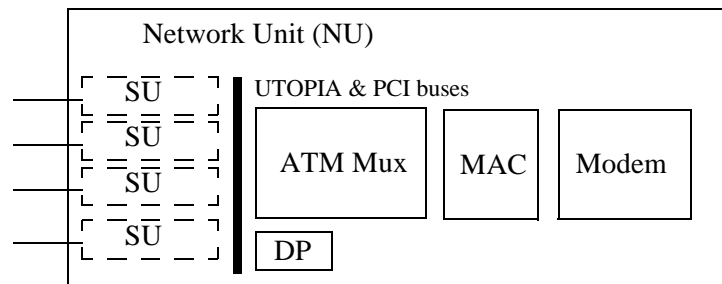 Network Unit (NU)
SU
UTOPIA & PCI buses
SU
ATM Mux
MAC
Modem
SU
SU
DP